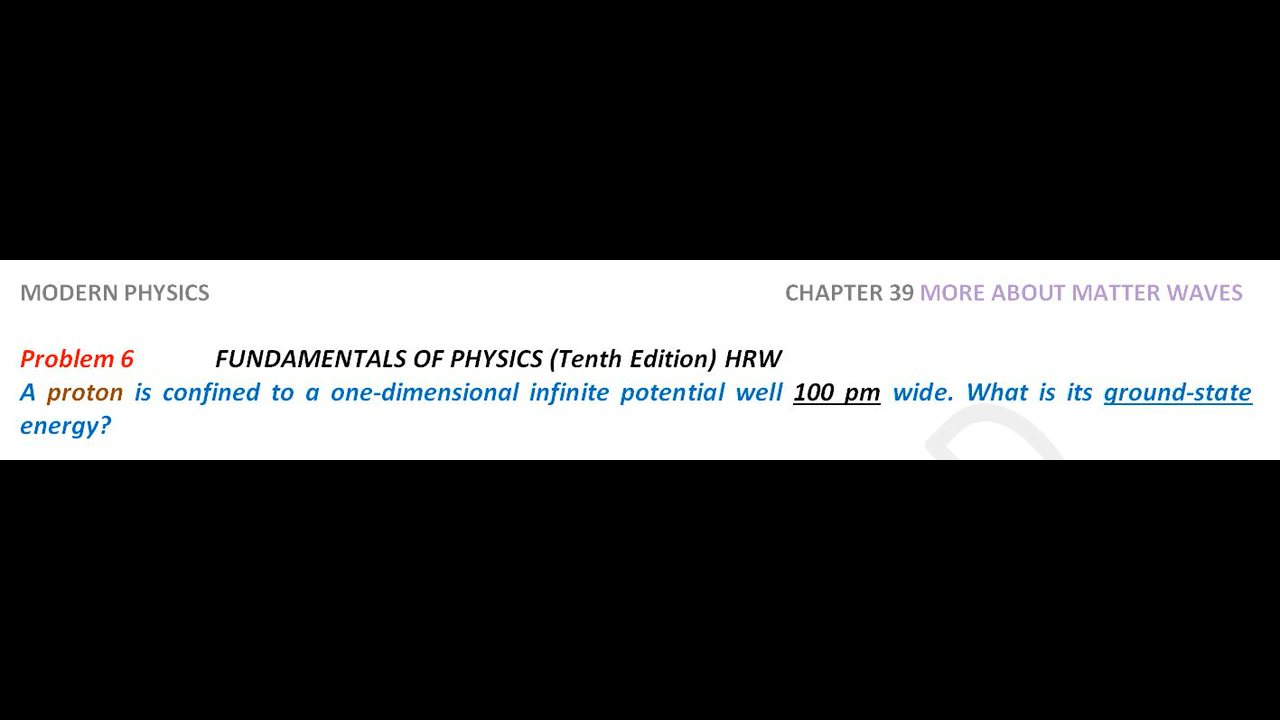 MODERN PHYSICS CHAPTER 39 MORE ABOUT MATTER WAVES
Problem 6 FUNDAMENTALS OF PHYSICS (Tenth Edition) HRW
A proton is confined to a one-dimensional infinite potential well 100 pm wide. What is its ground-state
energy?